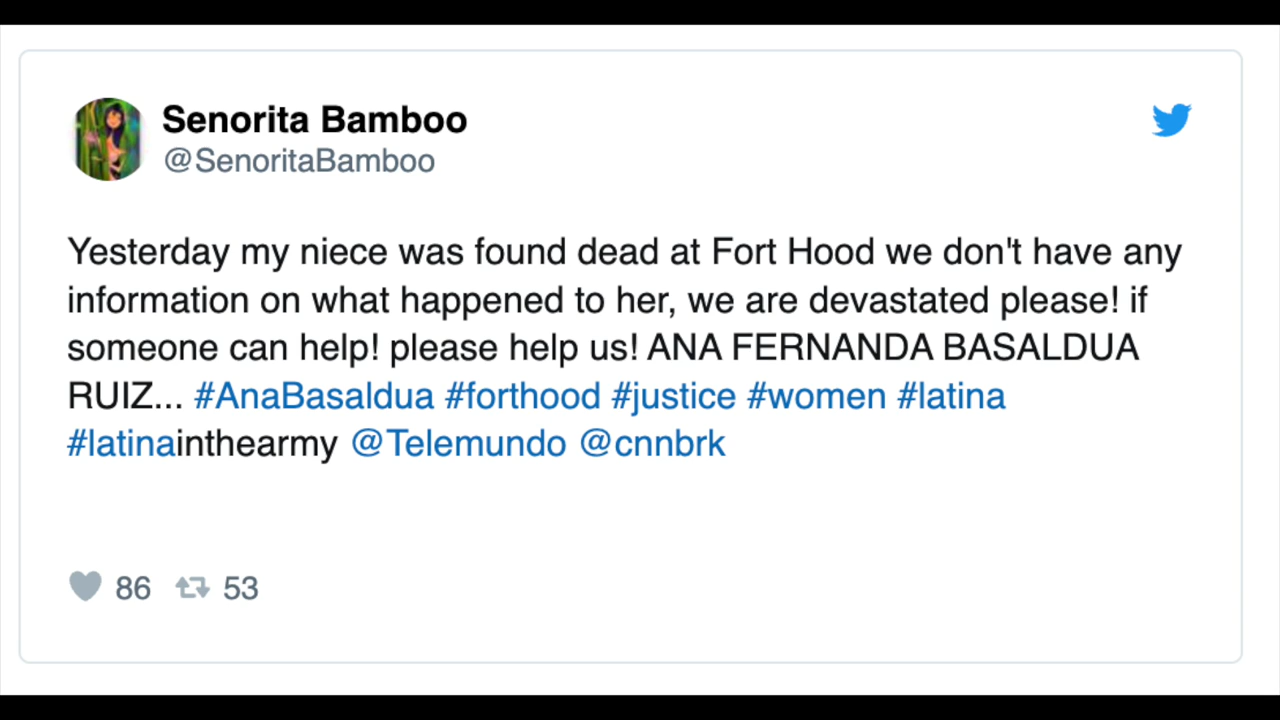 Senorita Bamboo
@SenoritaBamboo
Yesterday my niece was found dead at Fort Hood we don't have any
information on what happened to her, we are devastated please! if
someone can help! please help us! ANA FERNANDA BASALDUA
RUIZ... #AnaBasaldua #forthood #justice #women #latina
#latinainthearmy @Telemundo @cnnbrk
86 53